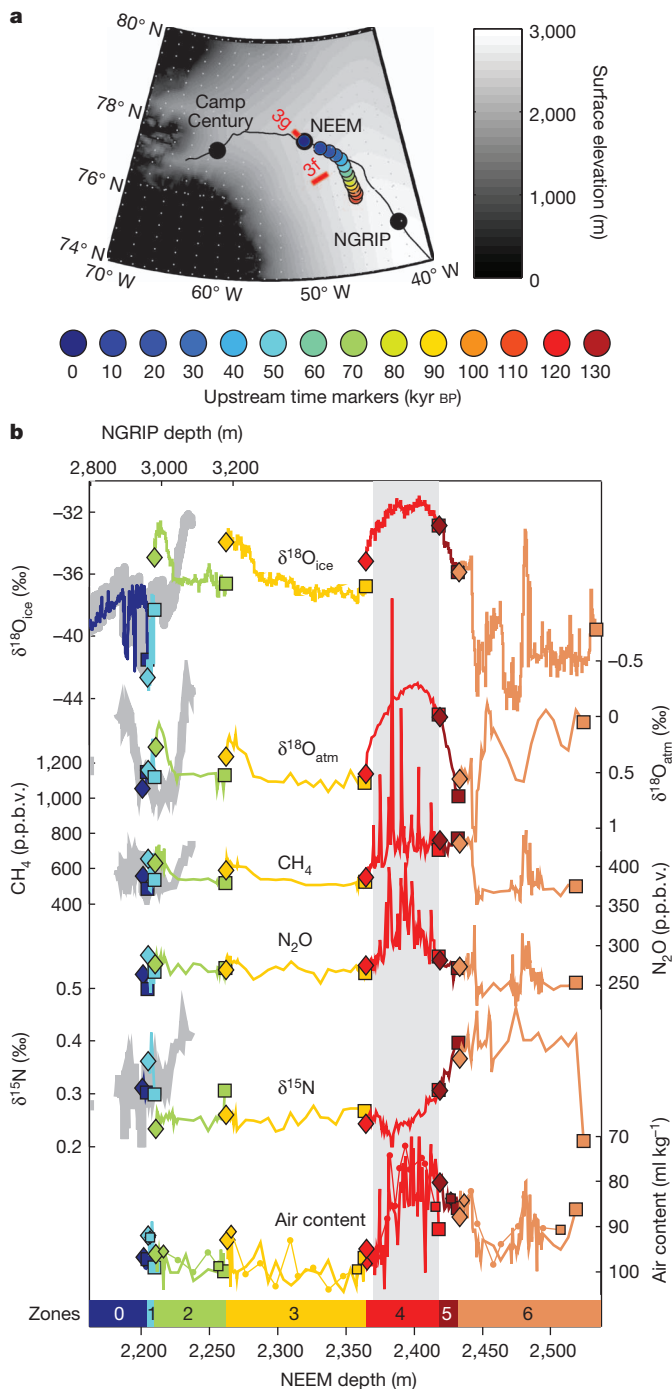 a
80° N
78° N
76° N
74° N
70° W
60° W
50° W
40° W
Camp
Century
3g
NEEM
3f
NGRIP
3,000
2,000
1,000
0
Surface elevation (m)
0 10 20 30 40 50 60 70 80 90 100 110 120 130
Upstream time markers (kyr BP)
b
NGRIP depth (m)
2,800 3,000 3,200
−32
−36
−40
−44
δ18Oice (‰)
δ18Oice
−0.5
0
0.5
1
δ18Oatm (‰)
δ18Oatm
1,200
1,000
800
600
400
CH4 (p.p.b.v.)
CH4
400
350
300
250
N2O (p.p.b.v.)
N2O
0.5
0.4
0.3
0.2
δ15N (‰)
δ15N
70
80
90
100
Air content (ml kg−1)
Air content
Zones 0 1 2 3 4 5 6
2,200 2,250 2,300 2,350 2,400 2,450 2,500
NEEM depth (m)